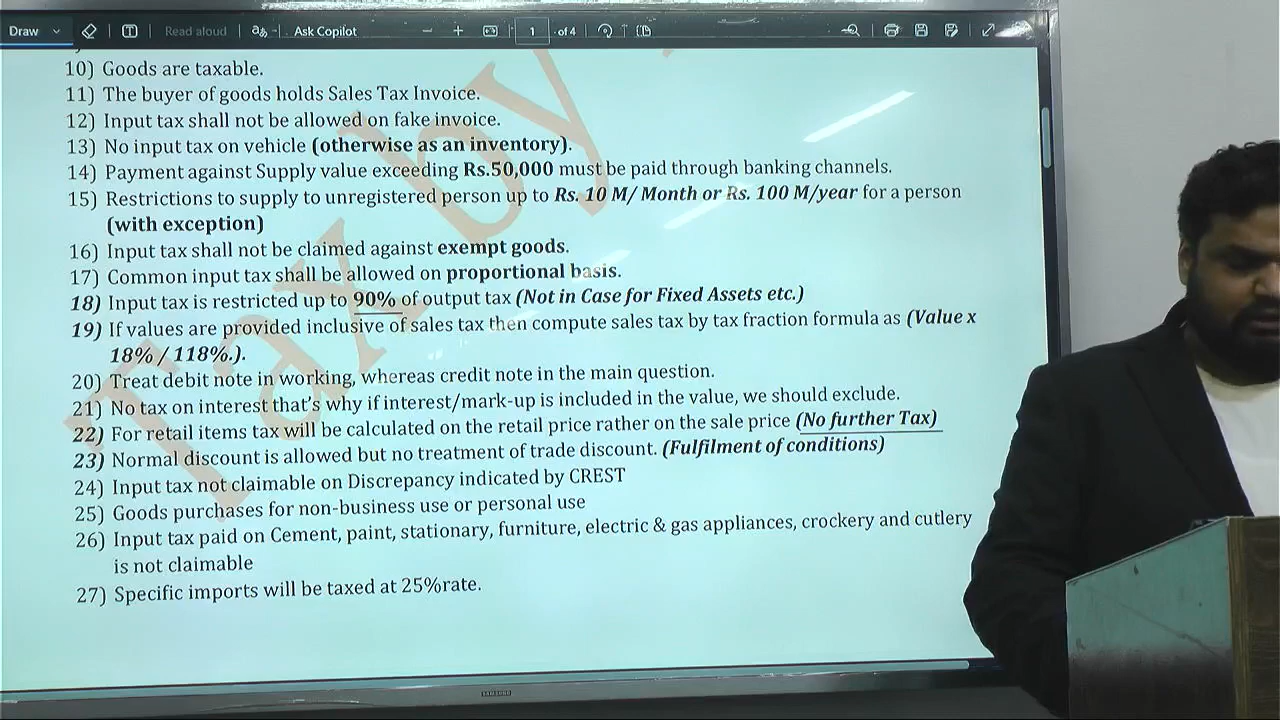 Draw
Read aloud
Ask Copilot
1 of 4
10) Goods are taxable.
11) The buyer of goods holds Sales Tax Invoice.
12) Input tax shall not be allowed on fake invoice.
13) No input tax on vehicle (otherwise as an inventory).
14) Payment against Supply value exceeding Rs.50,000 must be paid through banking channels.
15) Restrictions to supply to unregistered person up to Rs. 10 M/ Month or Rs. 100 M/year for a person
(with exception)
16) Input tax shall not be claimed against exempt goods.
17) Common input tax shall be allowed on proportional basis.
18) Input tax is restricted up to 90% of output tax (Not in Case for Fixed Assets etc.)
19) If values are provided inclusive of sales tax then compute sales tax by tax fraction formula as (Value x
18% / 118%.).
20) Treat debit note in working, whereas credit note in the main question.
21) No tax on interest that's why if interest/mark-up is included in the value, we should exclude.
22) For retail items tax will be calculated on the retail price rather on the sale price (No further Tax)
23) Normal discount is allowed but no treatment of trade discount. (Fulfilment of conditions)
24) Input tax not claimable on Discrepancy indicated by CREST
25) Goods purchases for non-business use or personal use
26) Input tax paid on Cement, paint, stationary, furniture, electric & gas appliances, crockery and cutlery
is not claimable
27) Specific imports will be taxed at 25%rate.
Tax by
SAMSUNG